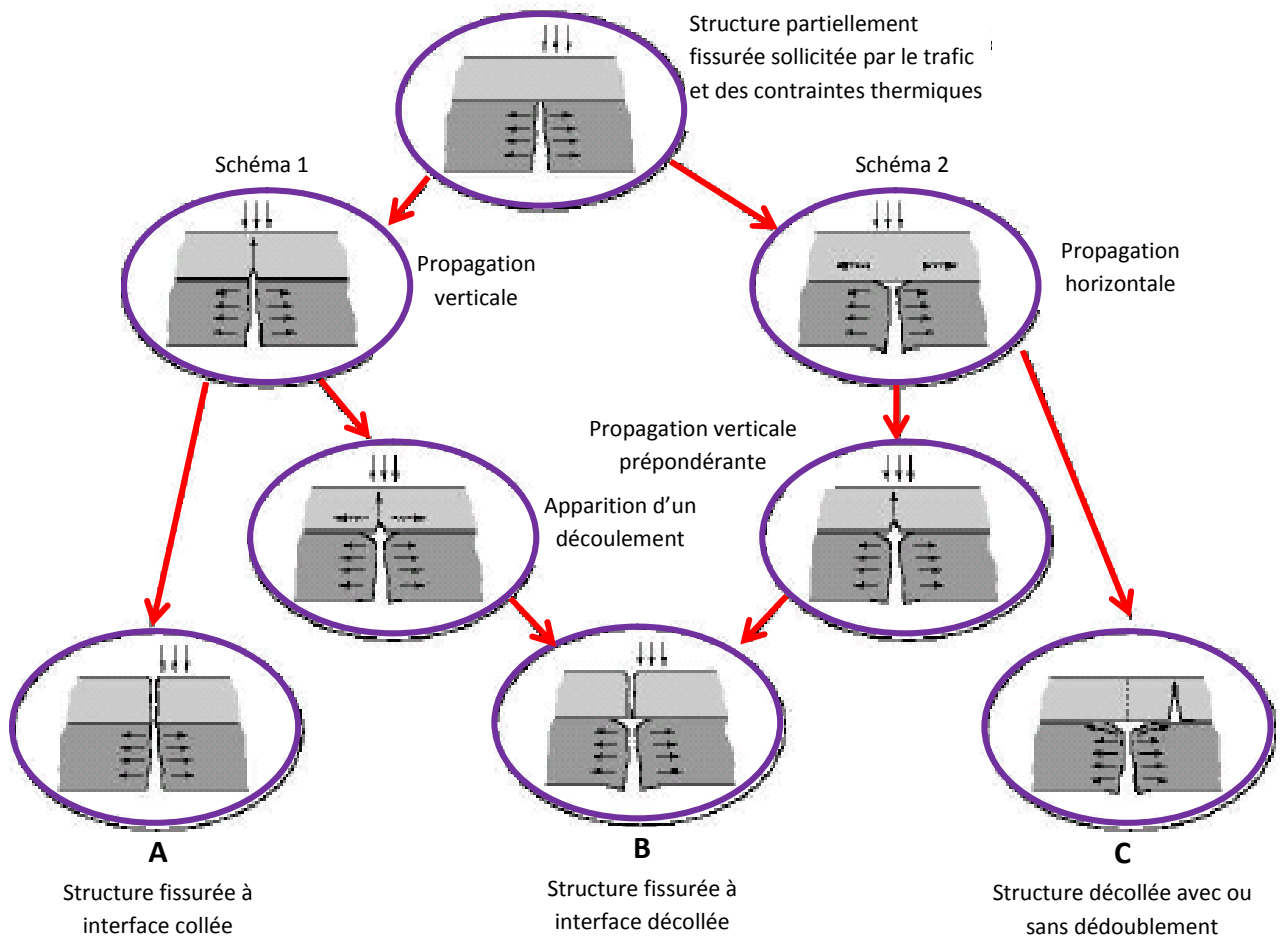 Structure partiellement
fissurée sollicitée par le trafic
et des contraintes thermiques
Schéma 1
Schéma 2
Propagation
verticale
Propagation
horizontale
Propagation verticale
prépondérante
Apparition d'un
découlement
A
Structure fissurée à
interface collée
B
Structure fissurée à
interface décollée
C
Structure décollée avec ou
sans dédoublement